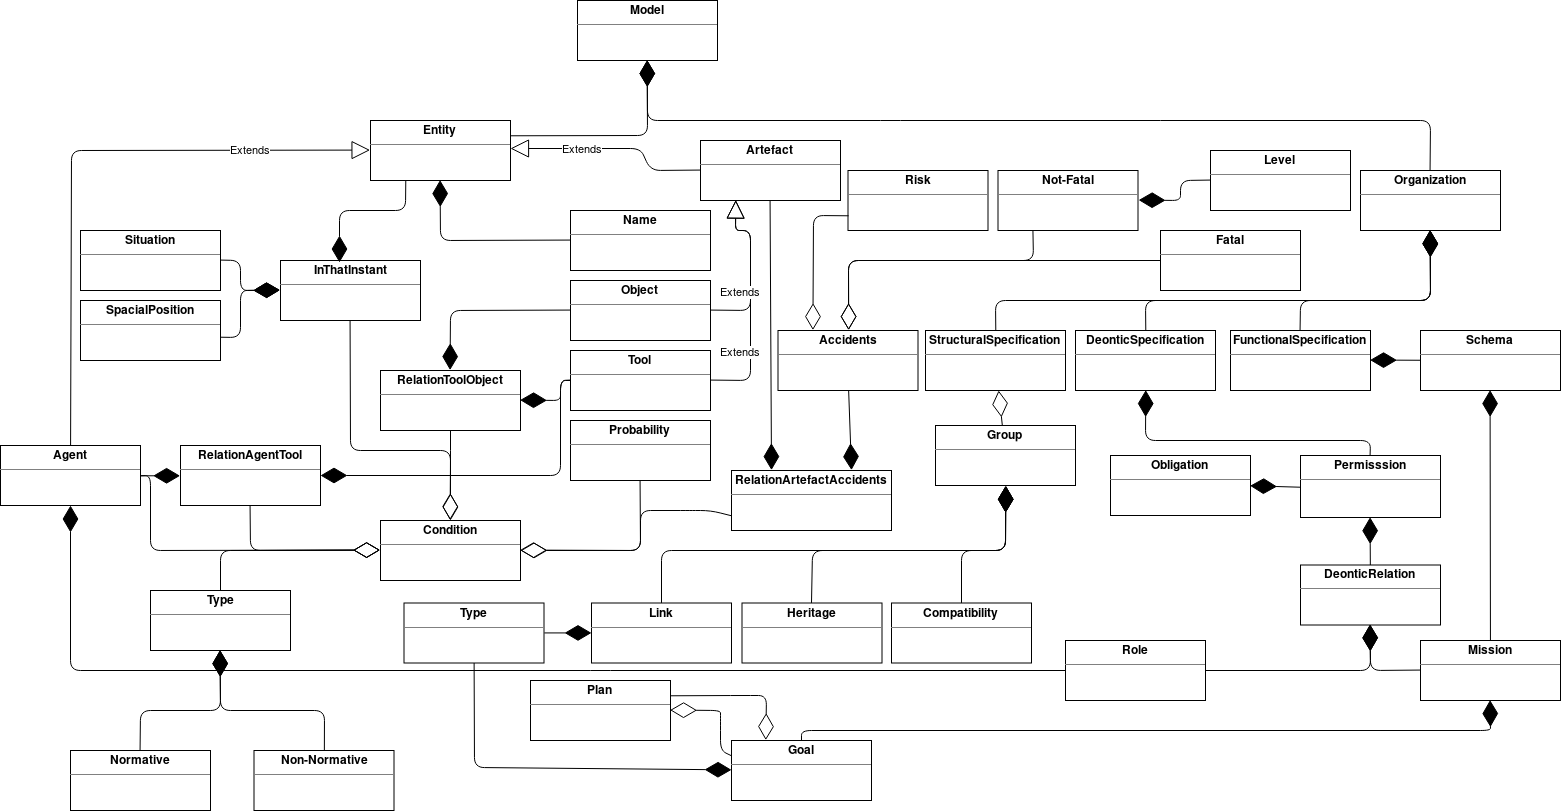 Model
Entity
Extends
Extends
Artefact
Level
Risk
Not-Fatal
Organization
Name
Situation
Fatal
InThatInstant
Object
Extends
SpacialPosition
Accidents
StructuralSpecification
DeonticSpecification
FunctionalSpecification
Schema
Extends
Tool
RelationToolObject
Probability
Group
Agent
RelationAgentTool
Obligation
Permisssion
RelationArtefactAccidents
Condition
DeonticRelation
Type
Type
Link
Heritage
Compatibility
Role
Mission
Plan
Goal
Normative
Non-Normative